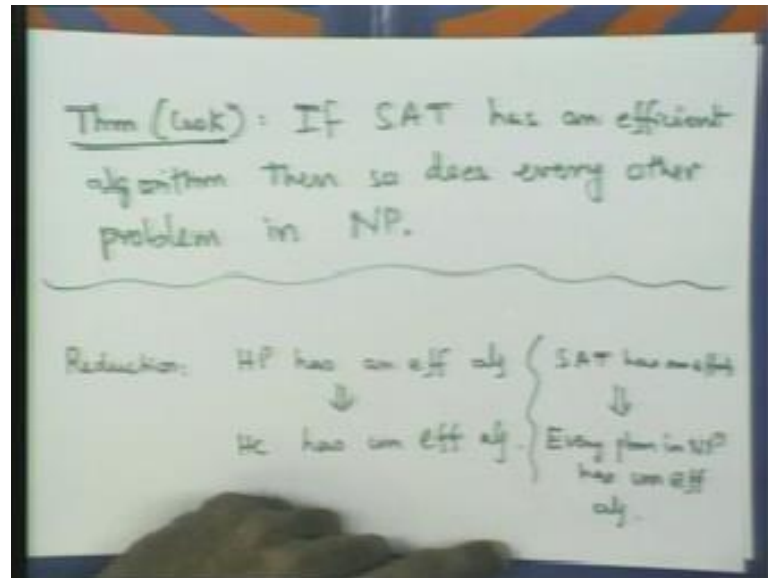 Thm (Cook): If SAT has an efficient
algorithm then so does every other
problem in NP.
Reduction: HP has an eff alg
⇓
HC has an eff alg.
SAT has an eff alg
⇓
Every pbm in NP
has an eff
alg.